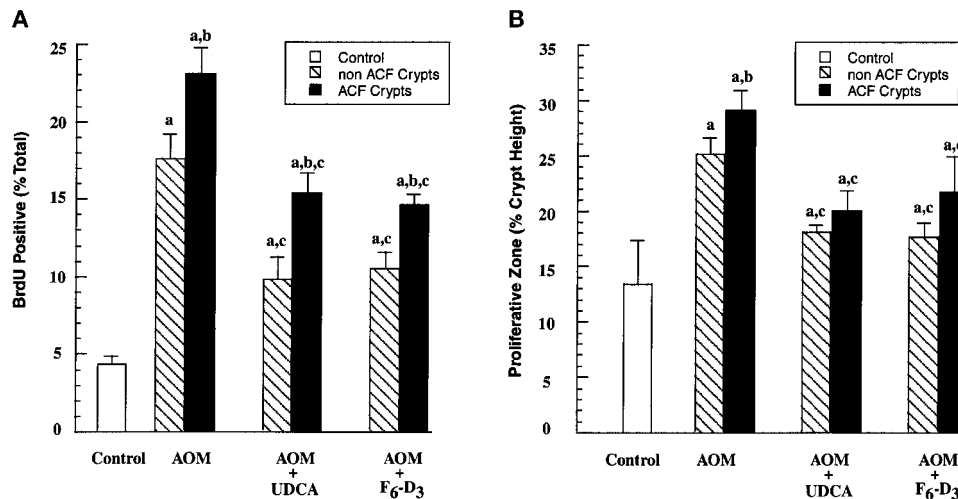 A
BrdU Positive (% Total)
25
20
15
10
5
0
a
a,b
a,c
a,b,c
a,c
a,b,c
Control
non ACF Crypts
ACF Crypts
Control
AOM
AOM
+
UDCA
AOM
+
F6-D3
B
Proliferative Zone (% Crypt Height)
35
30
25
20
15
10
5
0
a
a,b
a,c
a,c
a,c
Control
non ACF Crypts
ACF Crypts
Control
AOM
AOM
+
UDCA
AOM
+
F6-D3